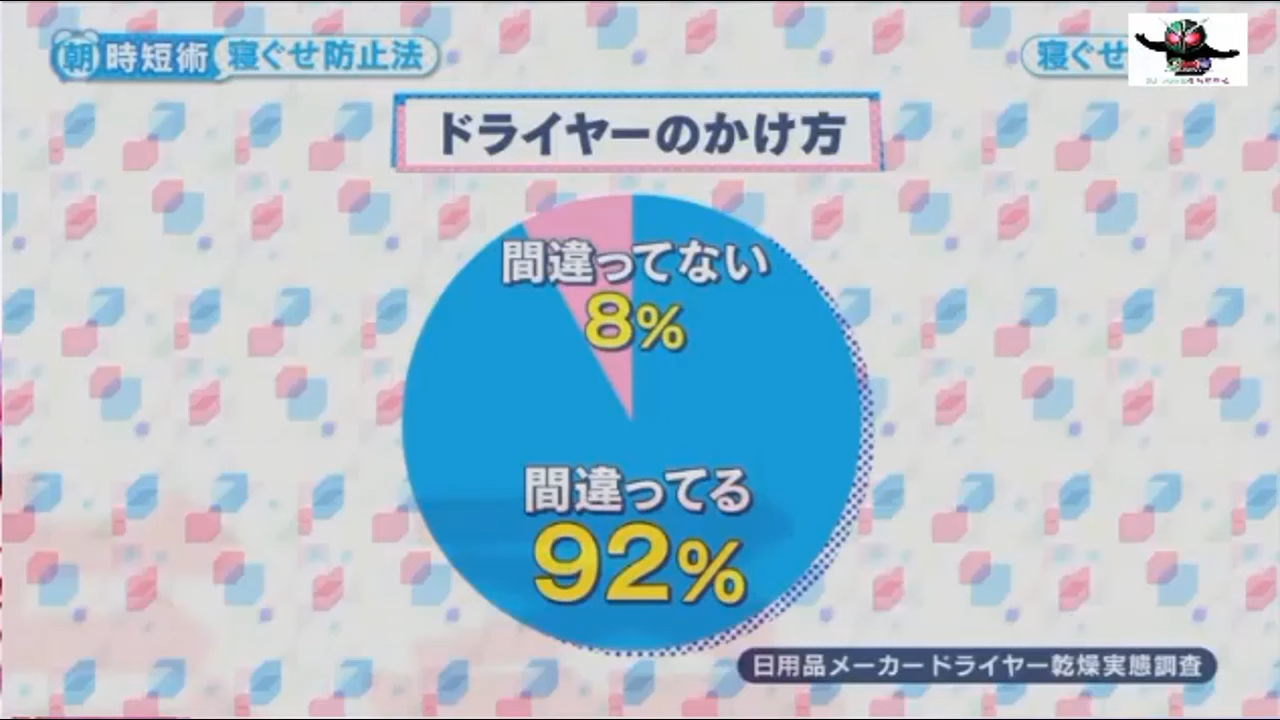 朝 時短術 寝ぐせ防止法
寝ぐせ
ドライヤーのかけ方
間違ってない
8%
間違ってる
92%
日用品メーカードライヤー乾燥実態調査